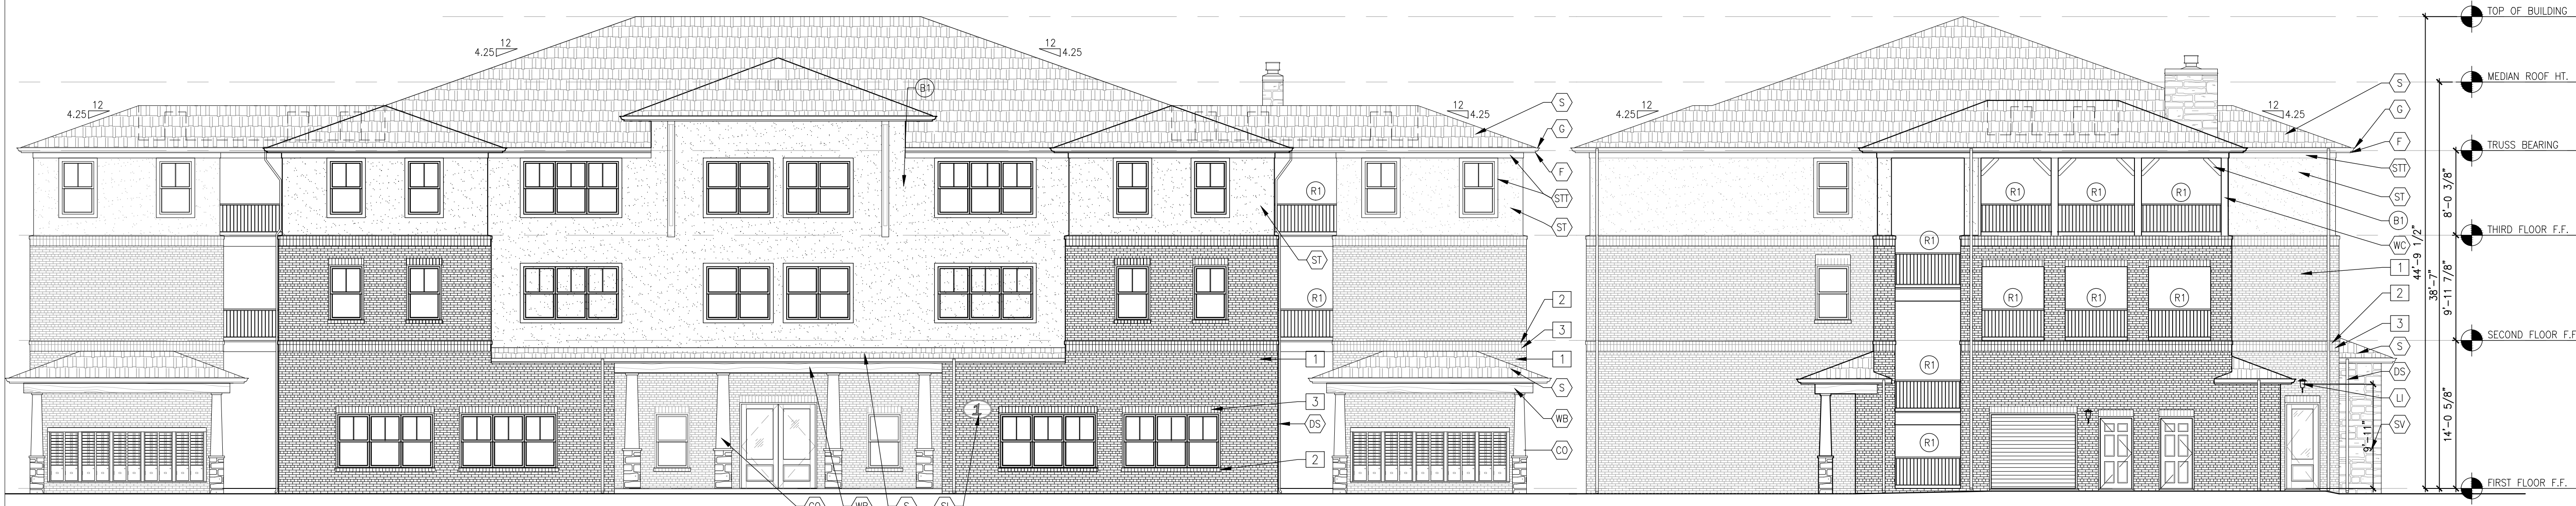 TOP OF BUILDING
12
4.25
12
4.25
MEDIAN ROOF HT.
S
B1
12
4.25
12
4.25
S
12
4.25
12
4.25
G
G
F
TRUSS BEARING
F
STT
R1
R1
R1
R1
STT
ST
8'-0 3/8"
ST
B1
THIRD FLOOR F.F.
R1
WC
ST
1
44'-9 1/2"
38'-7"
9'-11 7/8"
R1
R1
R1
R1
2
2
3
3
SECOND FLOOR F.F
S
1
1
R1
DS
S
LI
3
1
WB
DS
SV
9'-11"
14'-0 5/8"
R1
CO
2
FIRST FLOOR F.F.
CO
WB
S
SI